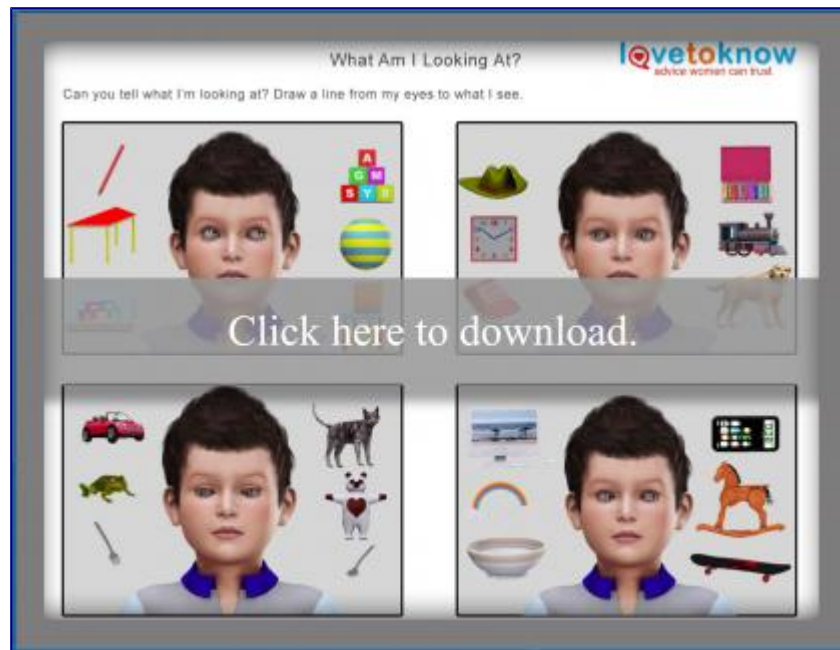 What Am I Looking At?
lovetoknow
advice women can trust
Can you tell what I'm looking at? Draw a line from my eyes to what I see.
A
G M
S Y B
Click here to download.